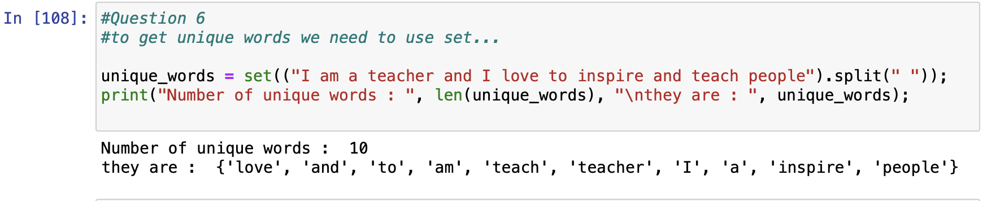 In [108]: #Question 6
#to get unique words we need to use set...
unique_words = set(("I am a teacher and I love to inspire and teach people").split(" "));
print("Number of unique words : ", len(unique_words), "\nthey are : ", unique_words);
Number of unique words :  10
they are :  {'love', 'and', 'to', 'am', 'teach', 'teacher', 'I', 'a', 'inspire', 'people'}